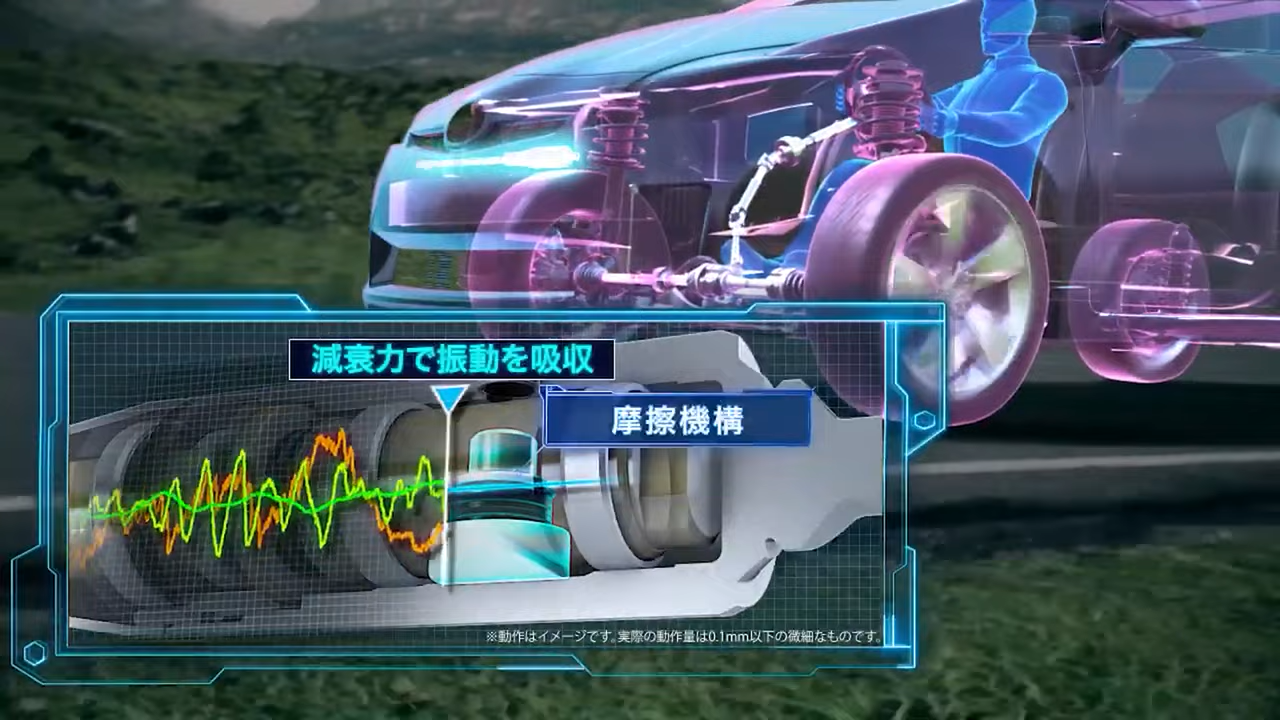 減衰力で振動を吸収
摩擦機構
※動作はイメージです。実際の動作量は0.1mm以下の微細なものです。